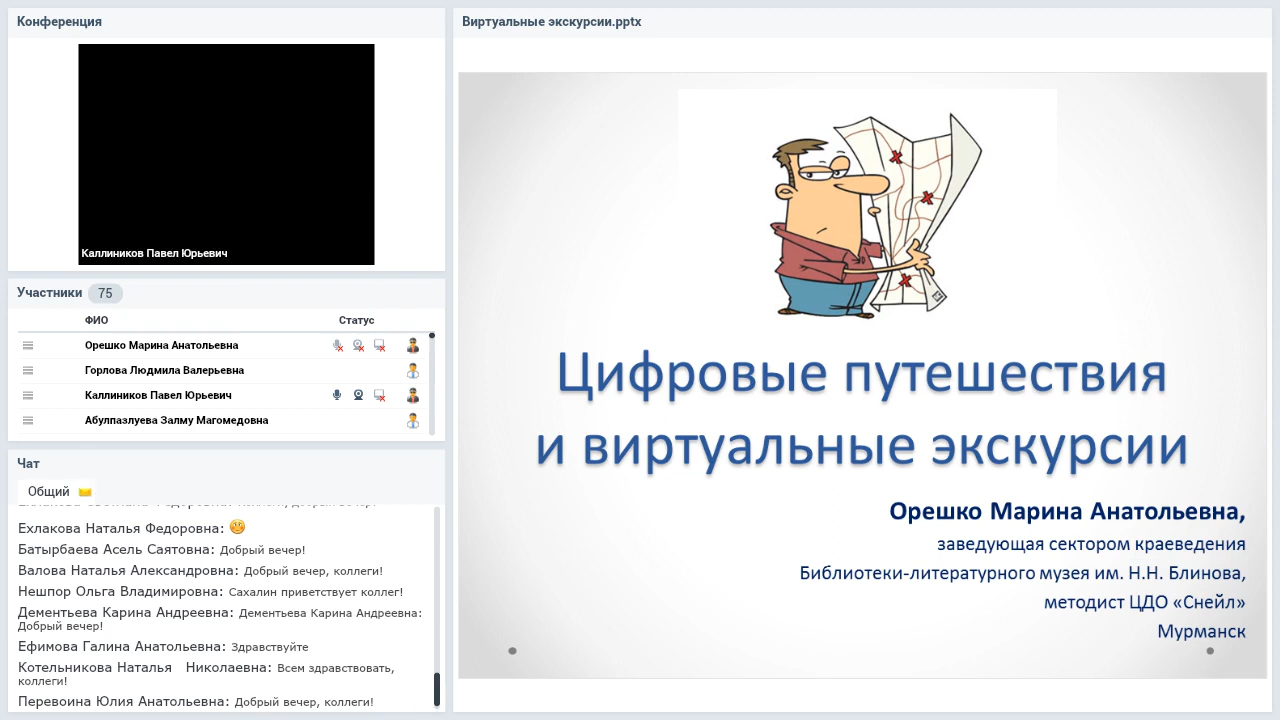 Конференция
Каллиников Павел Юрьевич
Участники 75
ФИО Статус
Орешко Марина Анатольевна
Горлова Людмила Валерьевна
Каллиников Павел Юрьевич
Абулпазлуева Залму Магомедовна
Чат
Общий
Ехлакова Наталья Федоровна:
Батырбаева Асель Саятовна: Добрый вечер!
Валова Наталья Александровна: Добрый вечер, коллеги!
Нешпор Ольга Владимировна: Сахалин приветствует коллег!
Дементьева Карина Андреевна: Дементьева Карина Андреевна:
Добрый вечер!
Ефимова Галина Анатольевна: Здравствуйте
Котельникова Наталья Николаевна: Всем здравствовать,
коллеги!
Перевоина Юлия Анатольевна: Добрый вечер, коллеги!
Виртуальные экскурсии.pptx
Цифровые путешествия
и виртуальные экскурсии
Орешко Марина Анатольевна,
заведующая сектором краеведения
Библиотеки-литературного музея им. Н.Н. Блинова,
методист ЦДО «Снейл»
Мурманск